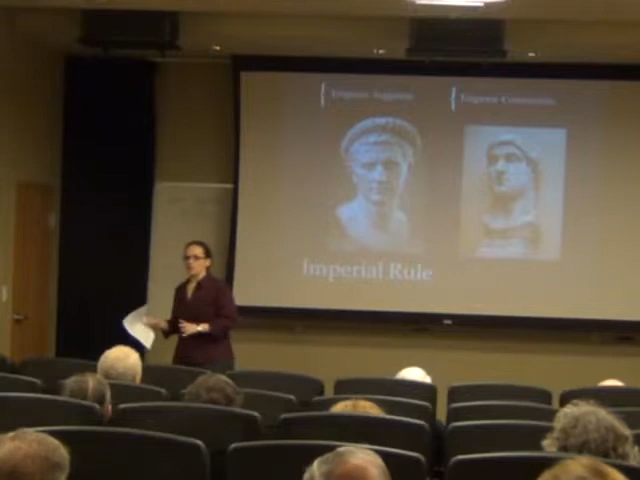 Emperor Augustus
Emperor Constantine
Imperial Rule